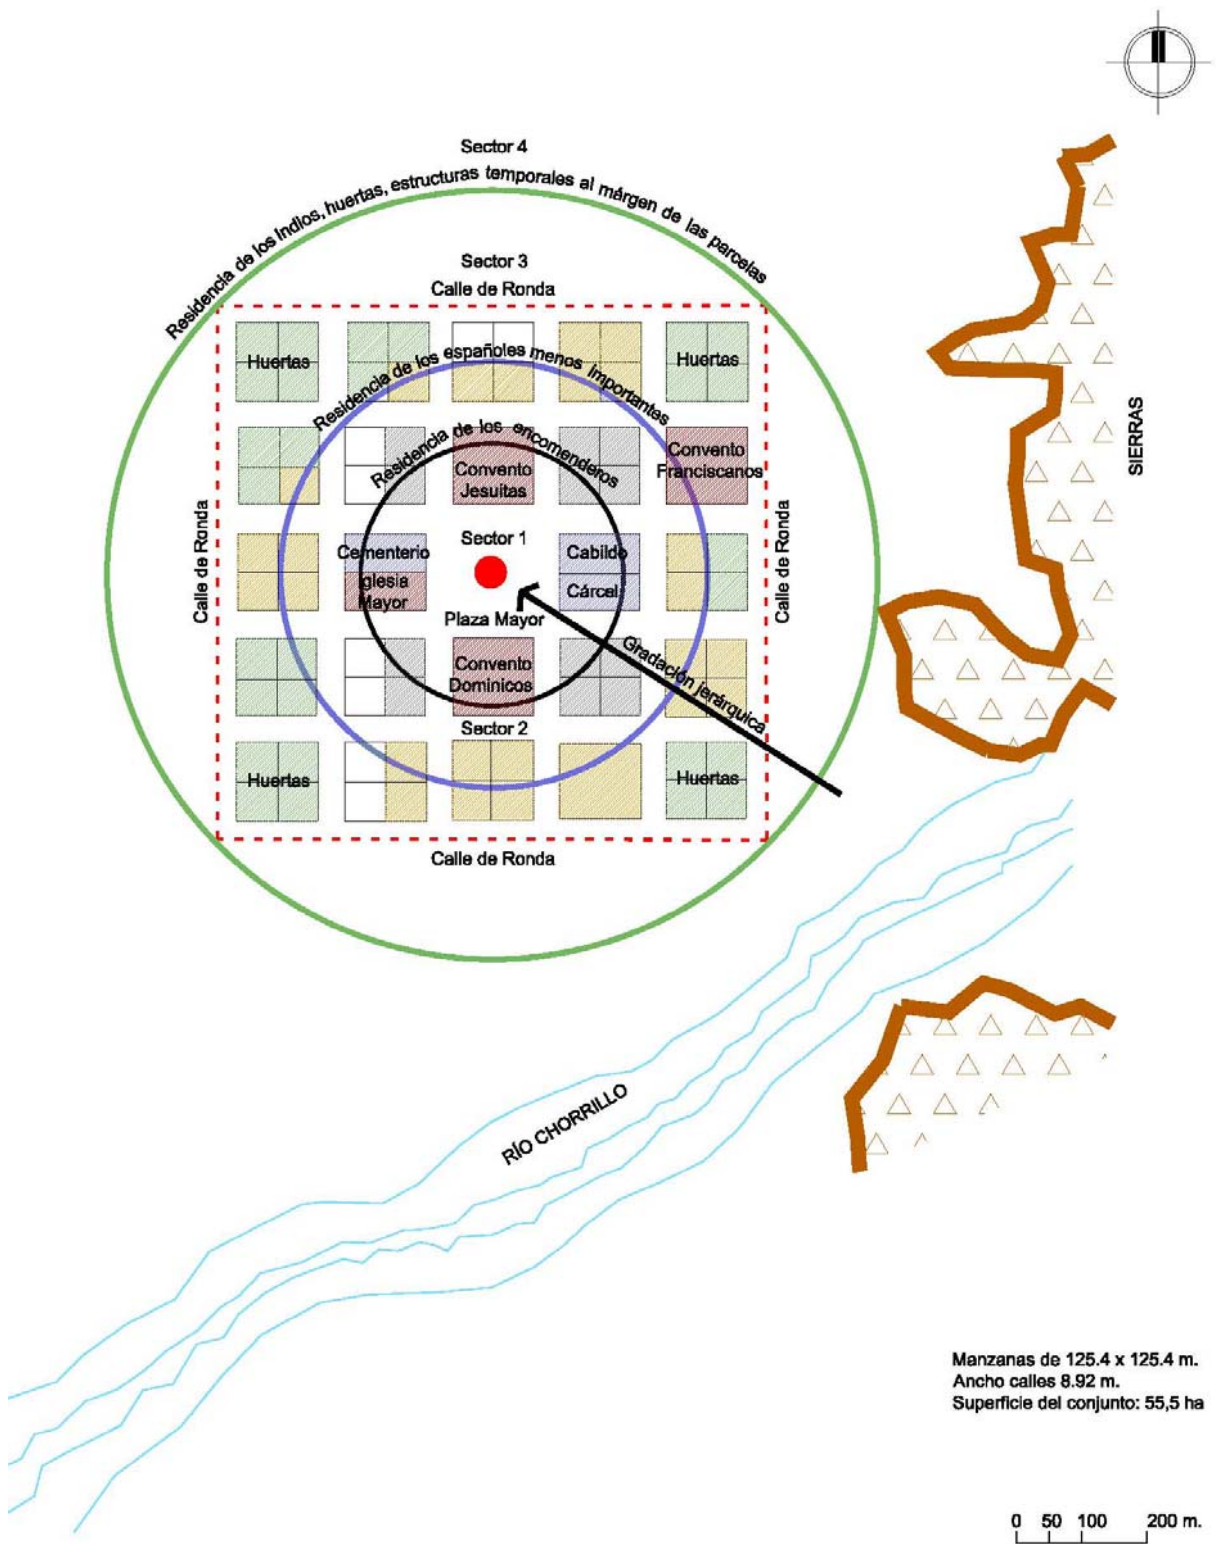 Sector 4
Residencia de los indios, huertas, estructuras temporales al márgen de las parcelas
Sector 3
Calle de Ronda
Huertas
Residencia de los españoles menos importantes
Huertas
SIERRAS
Residencia de los encomenderos
Convento
Jesuitas
Convento
Franciscanos
Calle de Ronda
Cementerio
Iglesia
Mayor
Sector 1
Plaza Mayor
Cabildo
Cárcel
Calle de Ronda
Gradación jerárquica
Convento
Dominicos
Sector 2
Huertas
Huertas
Calle de Ronda
RÍO CHORRILLO
Manzanas de 125.4 x 125.4 m.
Ancho calles 8.92 m.
Superficie del conjunto: 55,5 ha
0 50 100 200 m.